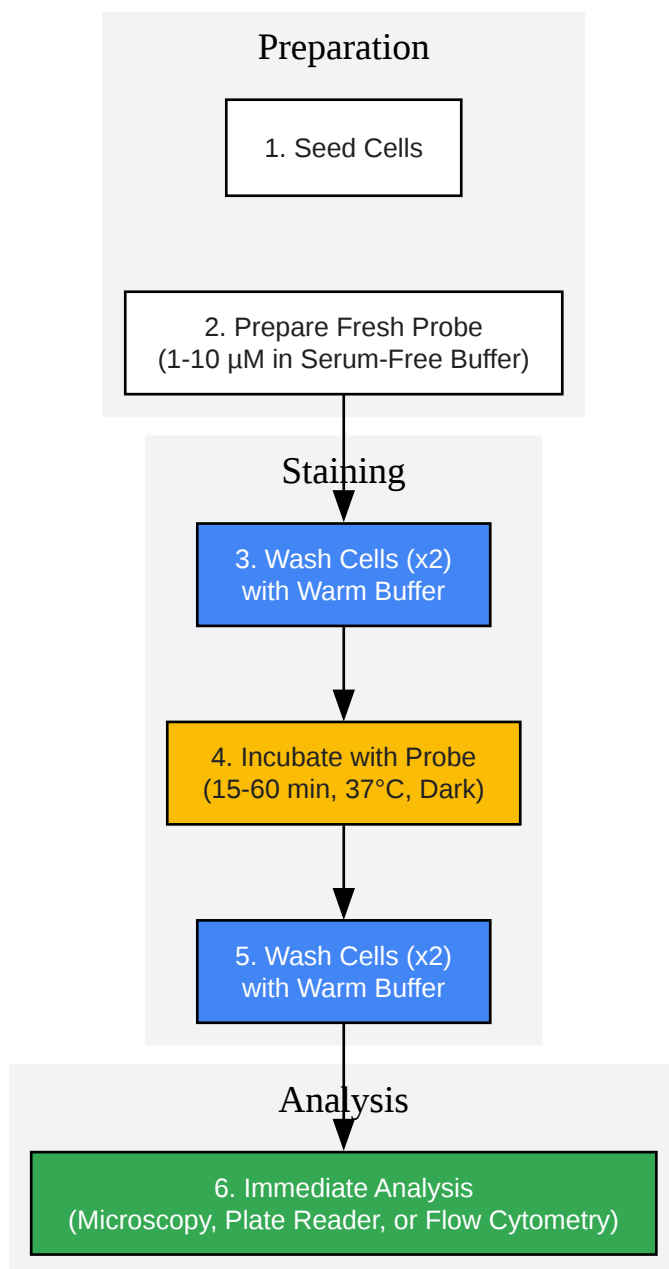 Preparation
1. Seed Cells
2. Prepare Fresh Probe
(1-10 µM in Serum-Free Buffer)
Staining
3. Wash Cells (x2)
with Warm Buffer
4. Incubate with Probe
(15-60 min, 37°C, Dark)
5. Wash Cells (x2)
with Warm Buffer
Analysis
6. Immediate Analysis
(Microscopy, Plate Reader, or Flow Cytometry)